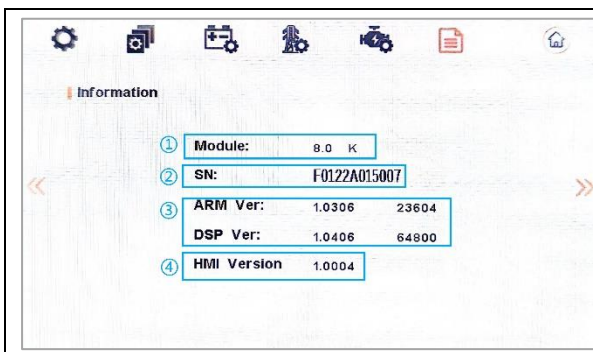 Information
① Module: 8.0 K
② SN: F0122A015007
③ ARM Ver: 1.0306 23604
DSP Ver: 1.0406 64800
④ HMI Version 1.0004